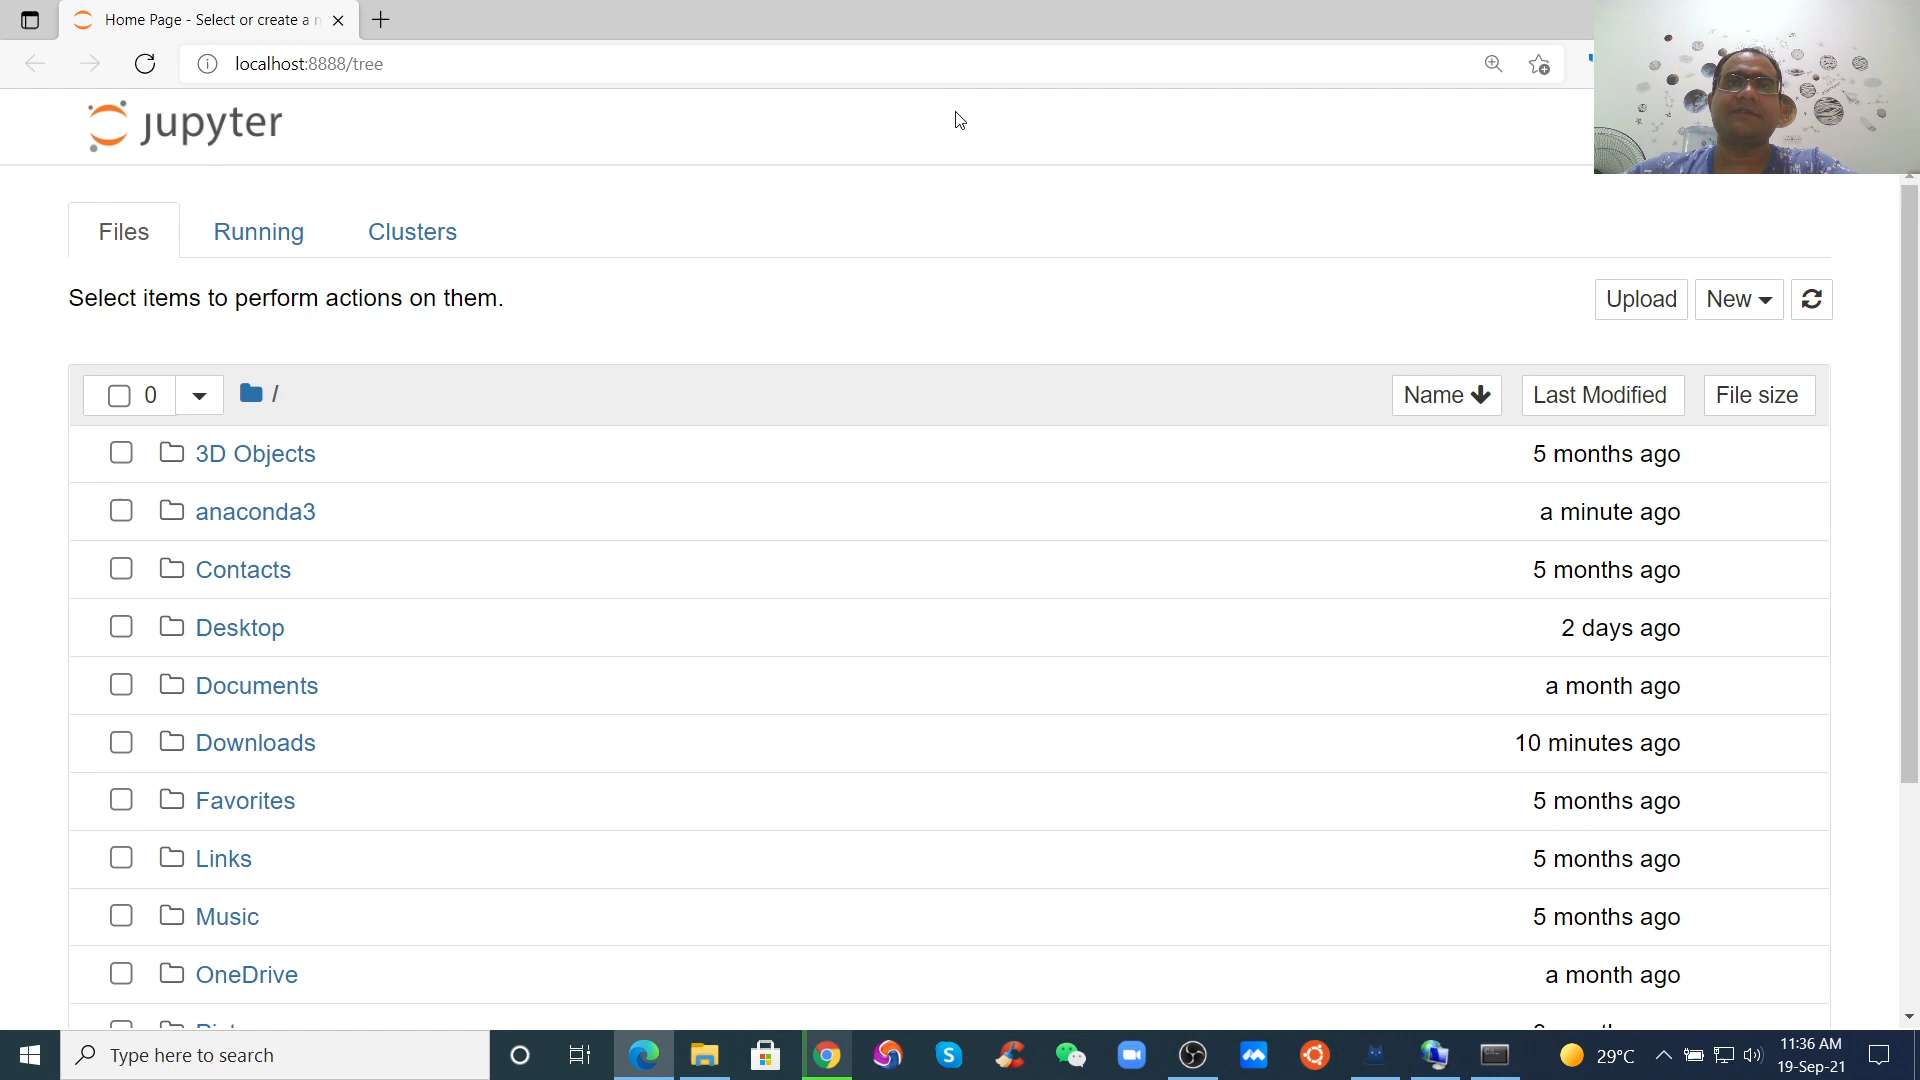 Home Page - Select or create a n
localhost:8888/tree
jupyter
Files Running Clusters
Select items to perform actions on them.
Upload New
0 / Name Last Modified File size
3D Objects 5 months ago
anaconda3 a minute ago
Contacts 5 months ago
Desktop 2 days ago
Documents a month ago
Downloads 10 minutes ago
Favorites 5 months ago
Links 5 months ago
Music 5 months ago
OneDrive a month ago
Type here to search 29°C 11:36 AM
19-Sep-21